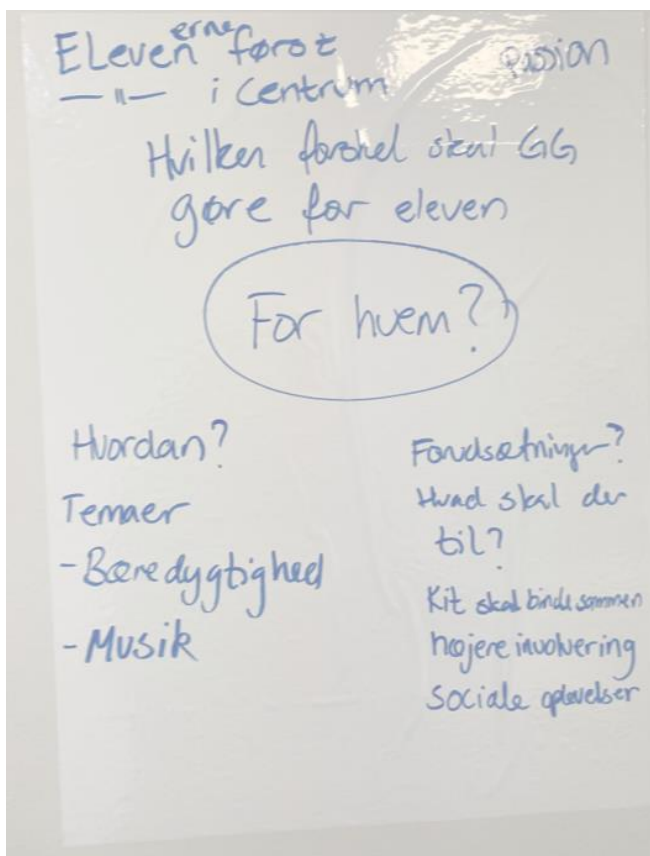 Eleven erne først
—"— i centrum
passion
Hvilken forskel skal GG
gøre for eleven
For hvem?
Hvordan?
Temaer
- Bæredygtighed
- Musik
Forudsætninger?
Hvad skal der
til?
Kit skal binde sammen
højere involvering
sociale oplevelser